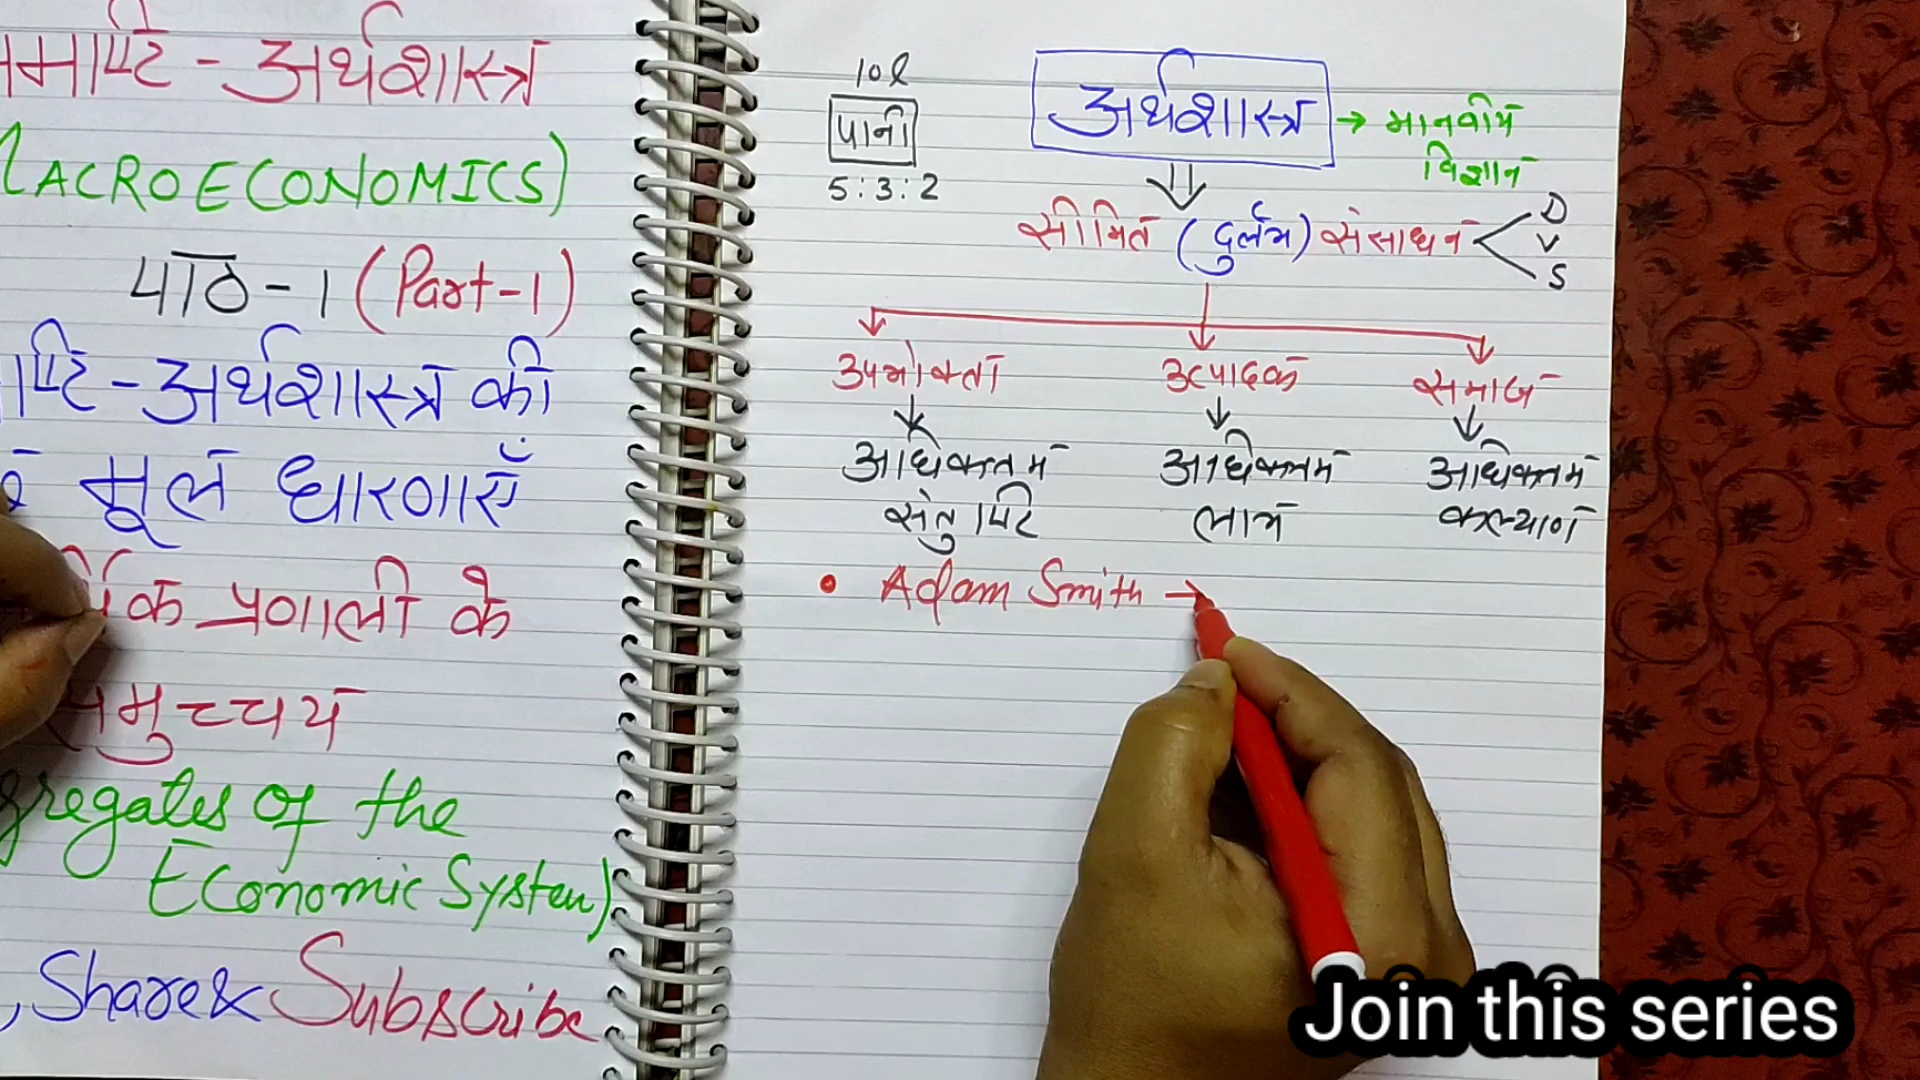 समष्टि - अर्थशास्त्र
MACROECONOMICS)
पाठ - 1 (Part-1)
ष्टि - अर्थशास्त्र की
मूल धारणाएँ
र्थिक प्रणाली के
समुच्चय
gregates of the
Economic System)
, Share & Subscribe
10l
पानी
5:3:2
अर्थशास्त्र → मानवीय
विज्ञान
सीमित (दुर्लभ) संसाधन
D
v
S
उपभोक्ता उत्पादक समाज
अधिकतम अधिकतम अधिकतम
संतुष्टि लाभ कल्याण
• Adam Smith →
Join this series